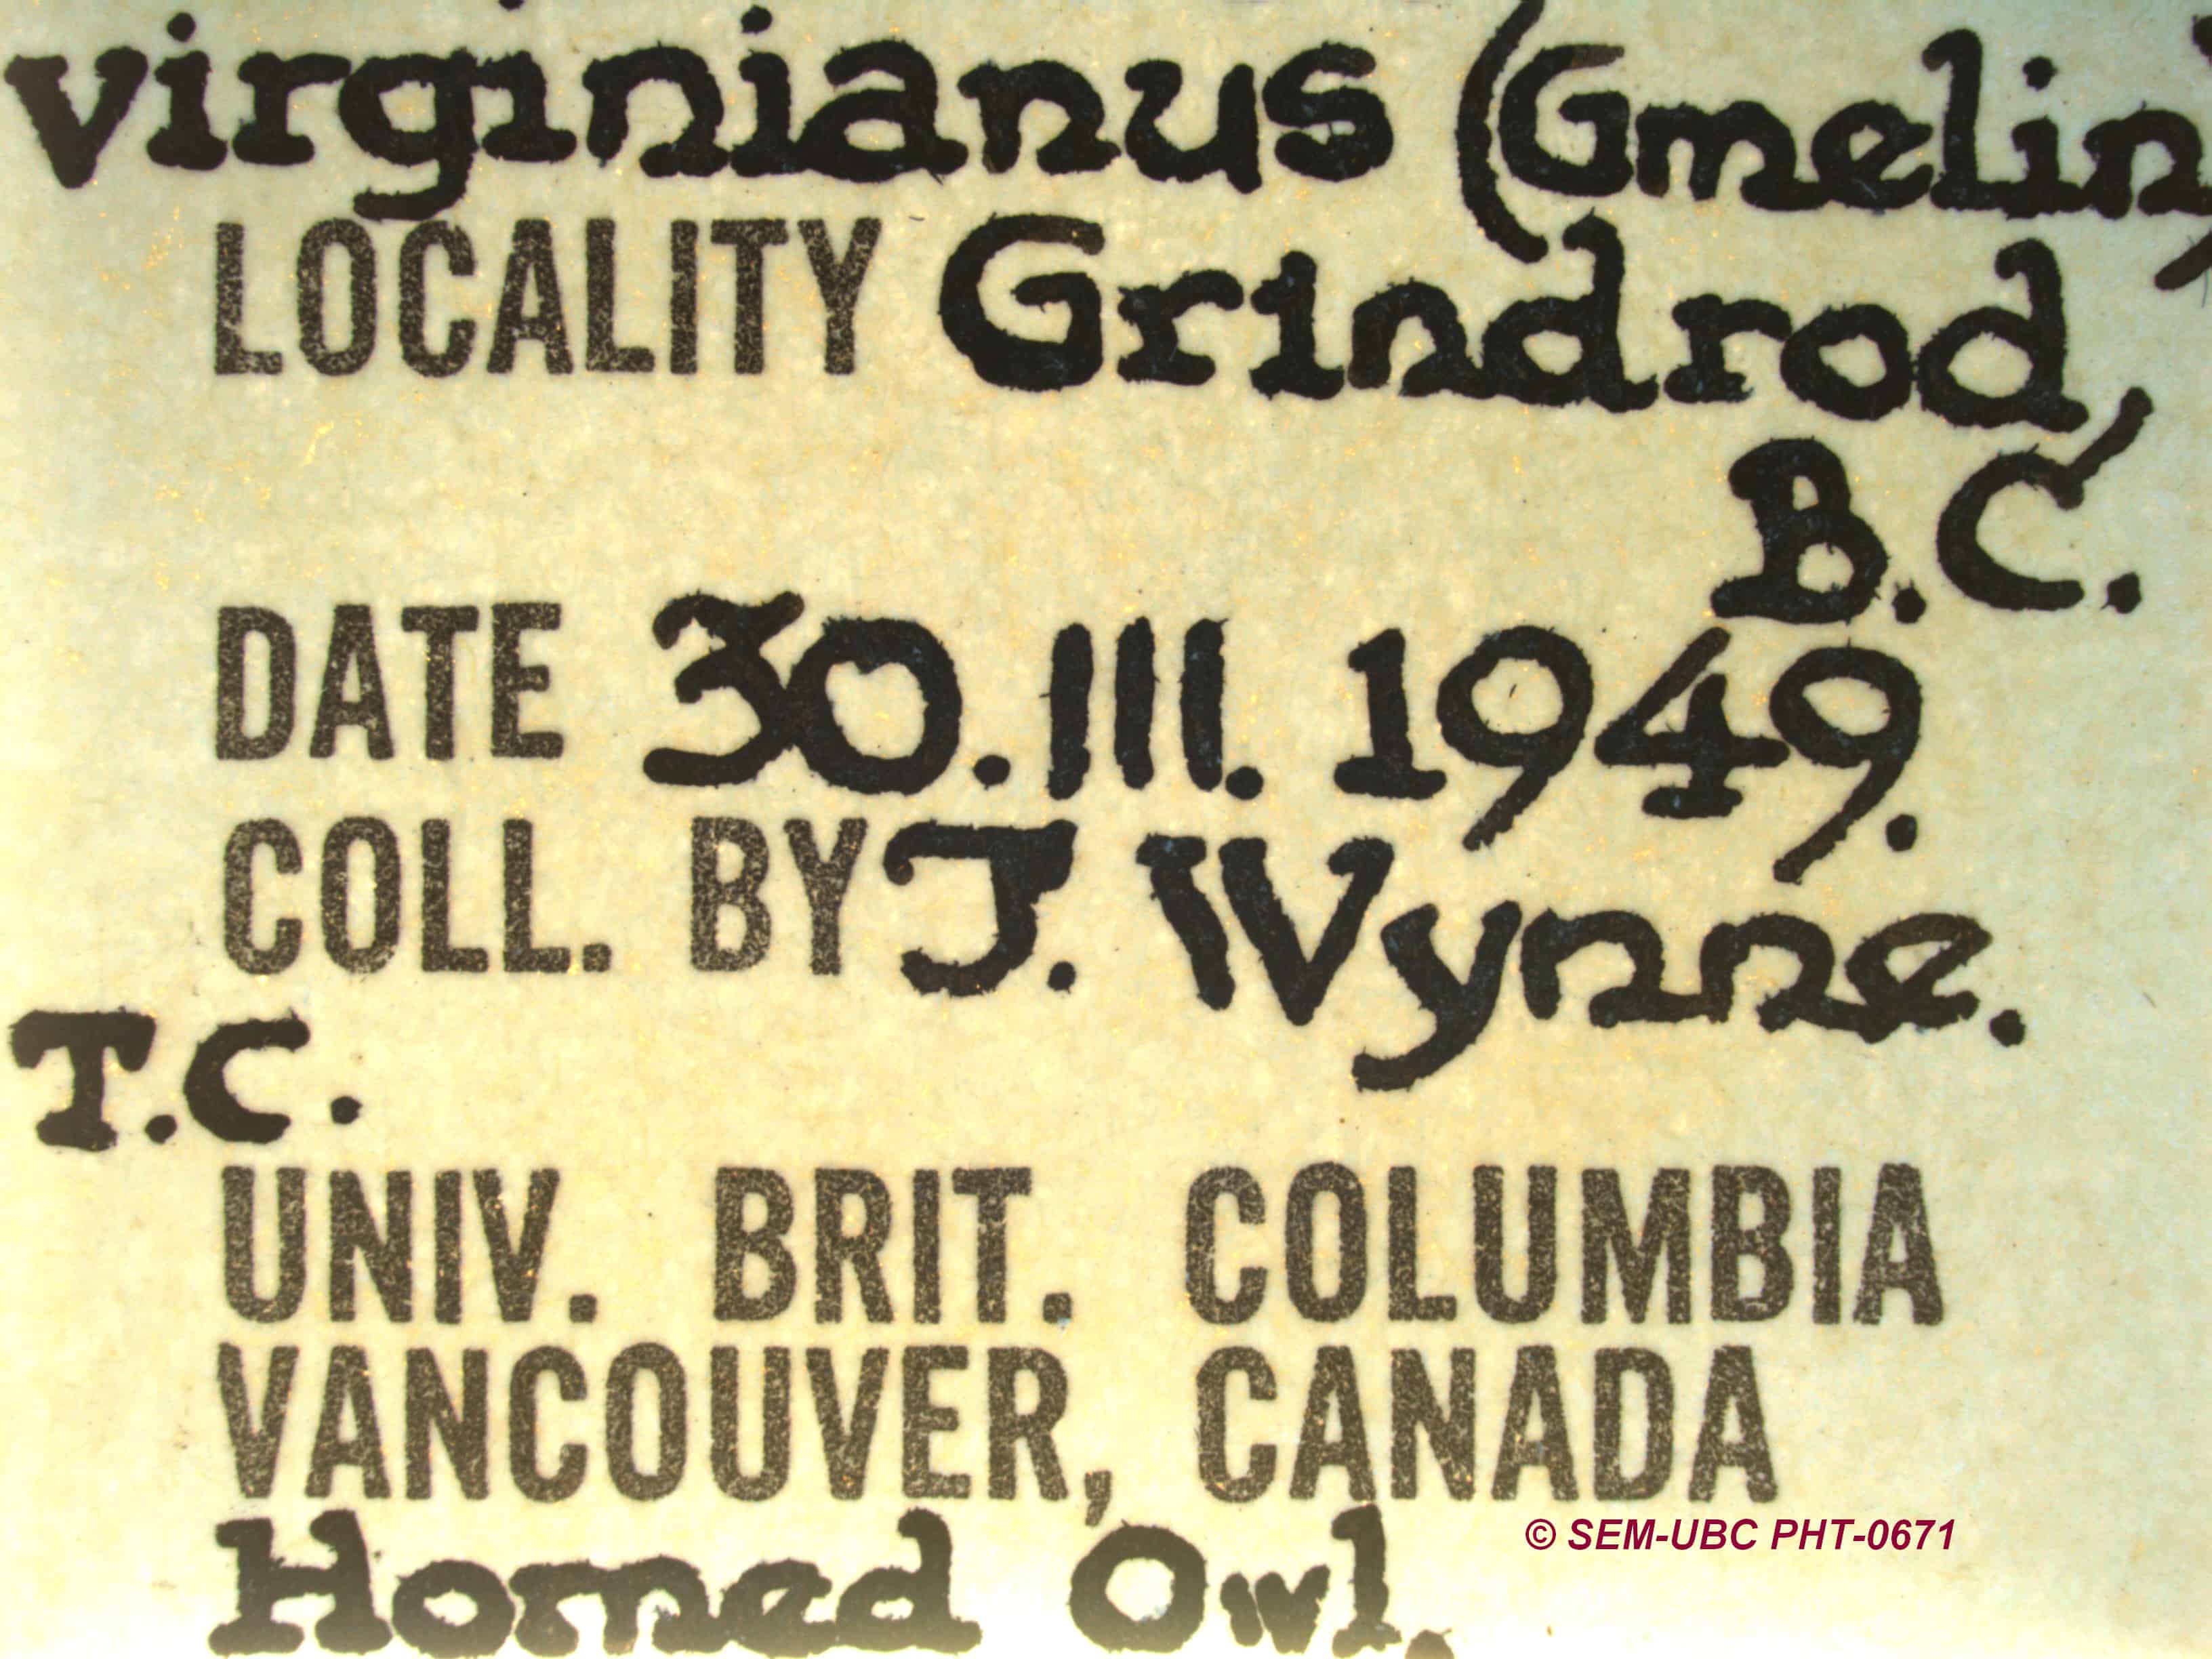 virginianus (Gmelin)
LOCALITY Grindrod,
B.C.
DATE 30.III.1949.
COLL. BY J. Wynne.
T.C.
UNIV. BRIT. COLUMBIA
VANCOUVER, CANADA
Horned Owl.
© SEM-UBC PHT-0671